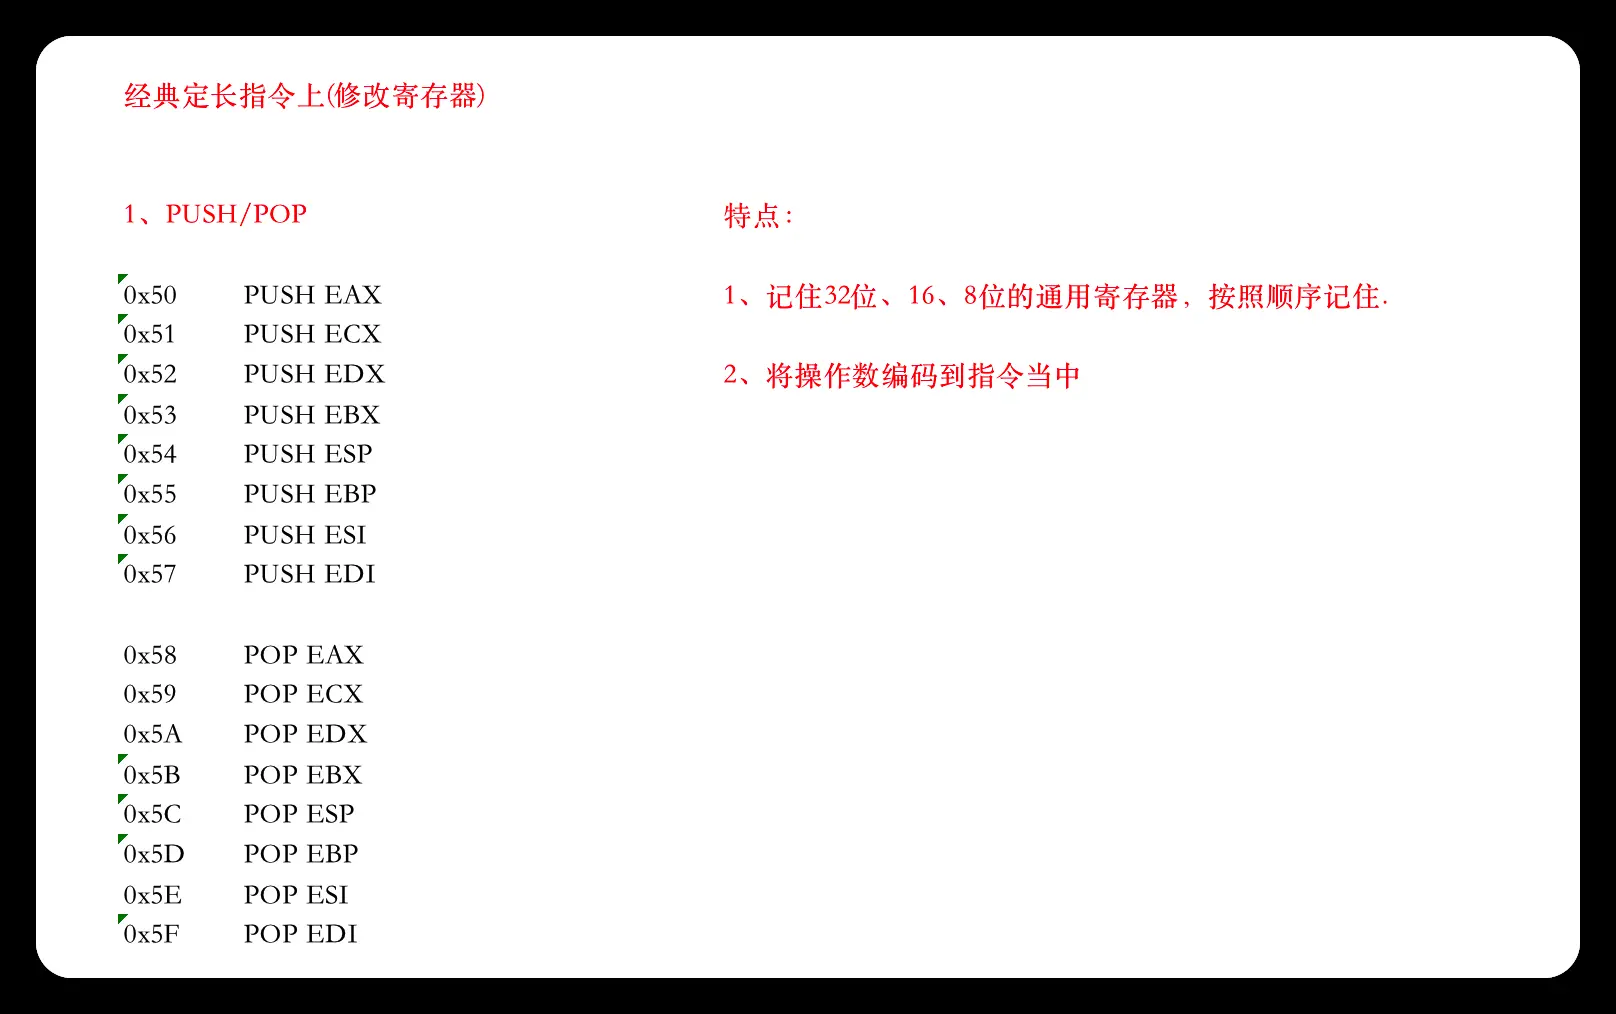 经典定长指令上(修改寄存器)
1、PUSH/POP
0x50 PUSH EAX
0x51 PUSH ECX
0x52 PUSH EDX
0x53 PUSH EBX
0x54 PUSH ESP
0x55 PUSH EBP
0x56 PUSH ESI
0x57 PUSH EDI
0x58 POP EAX
0x59 POP ECX
0x5A POP EDX
0x5B POP EBX
0x5C POP ESP
0x5D POP EBP
0x5E POP ESI
0x5F POP EDI
特点：
1、记住32位、16、8位的通用寄存器，按照顺序记住.
2、将操作数编码到指令当中